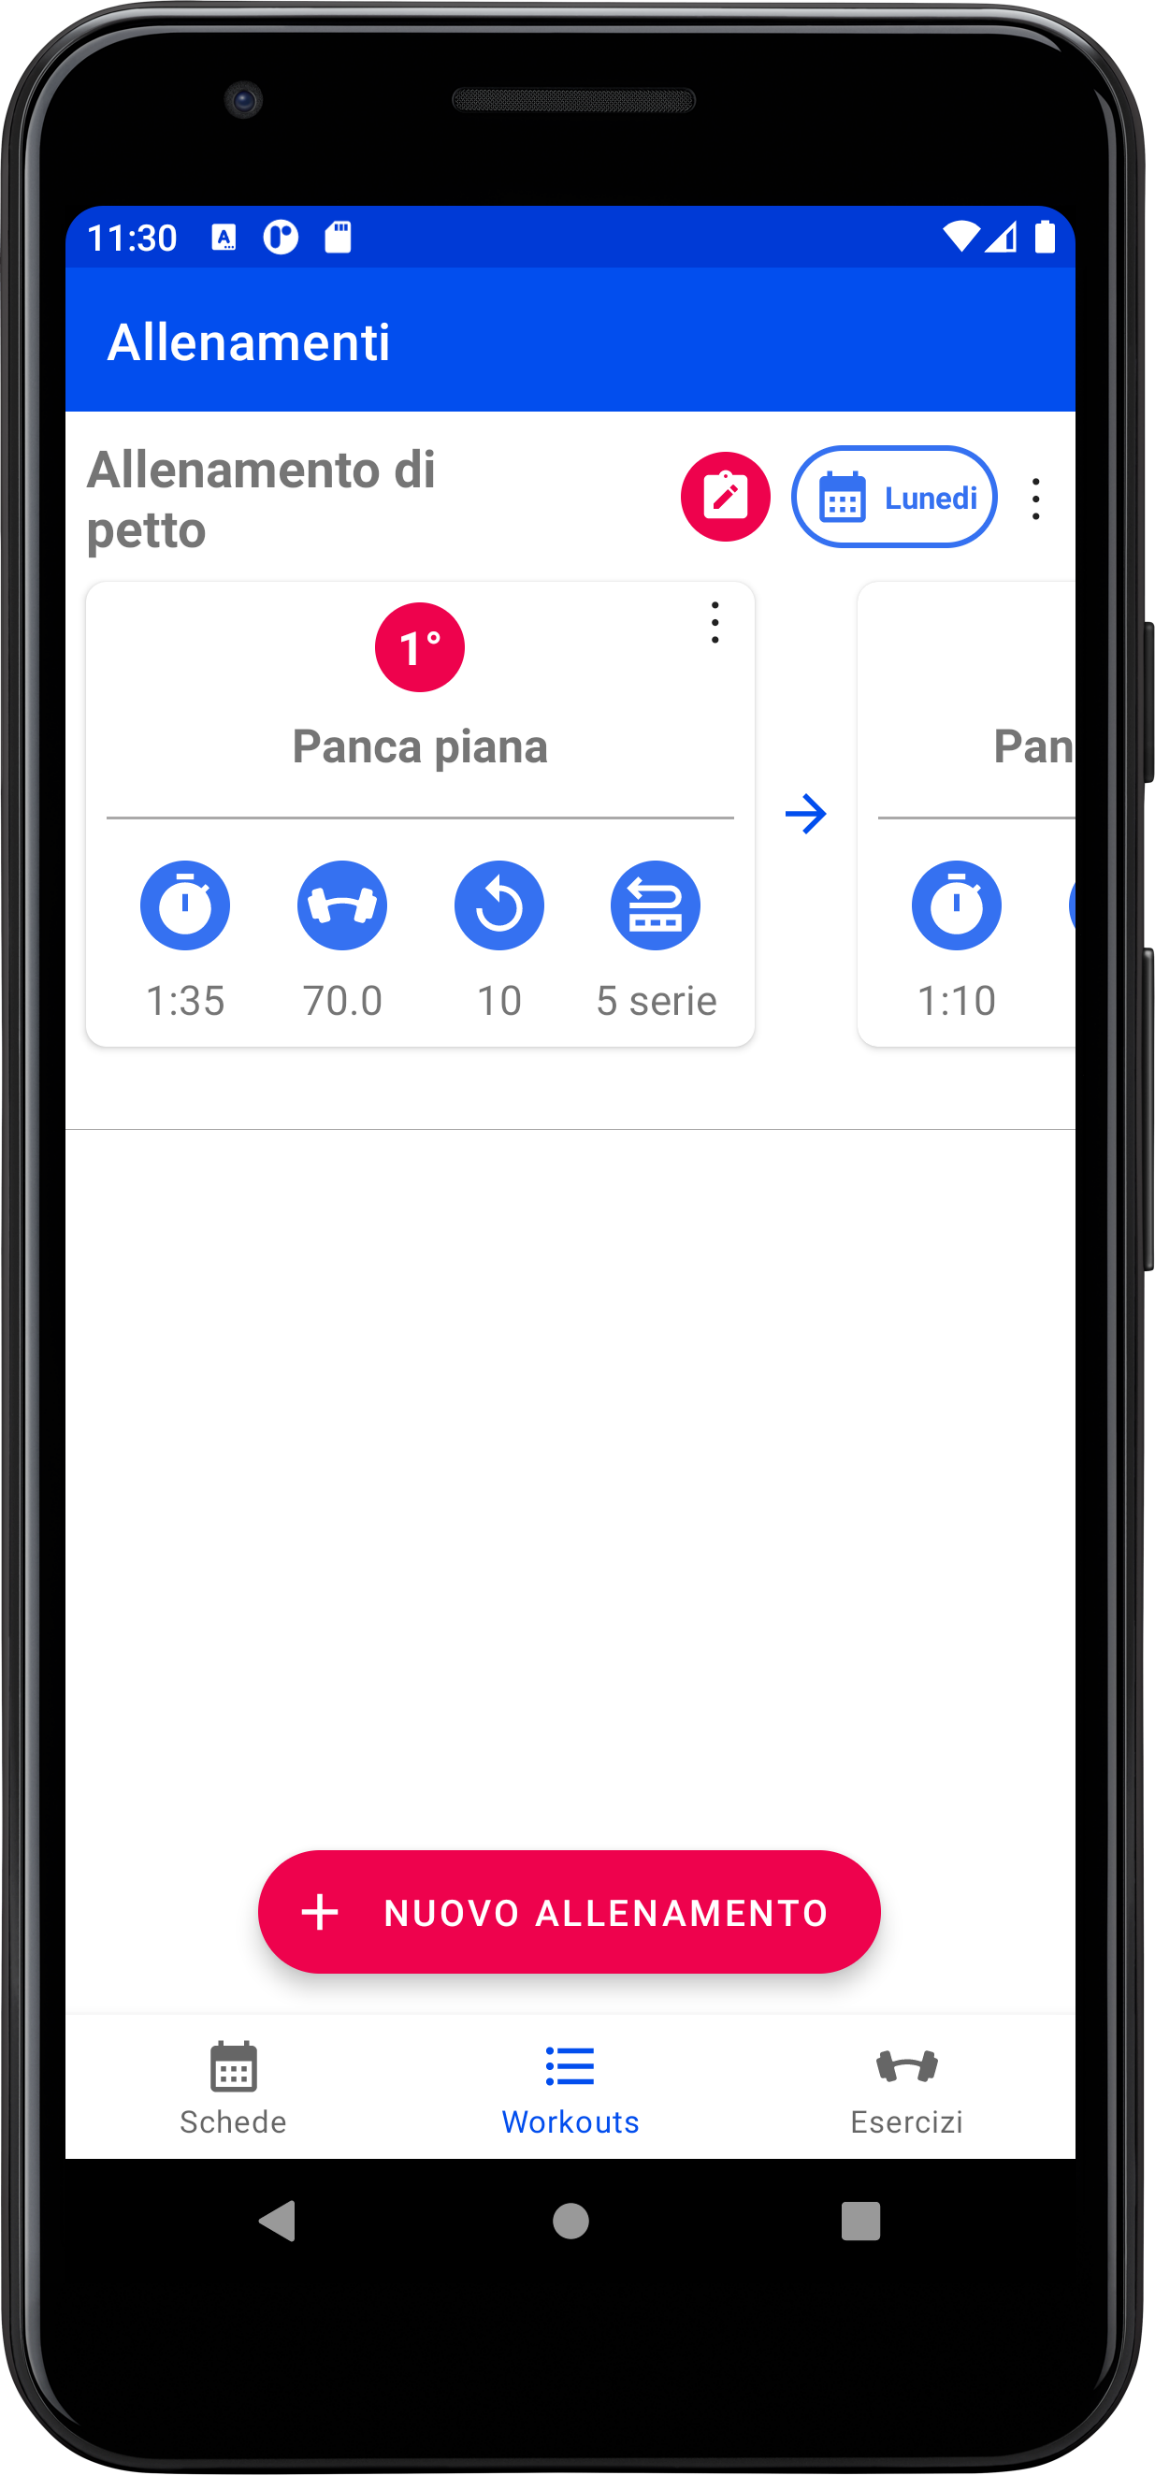 11:30
Allenamenti
Allenamento di
petto
Lunedi
1°
Panca piana
Pan
1:35
70.0
10
5 serie
1:10
NUOVO ALLENAMENTO
Schede
Workouts
Esercizi